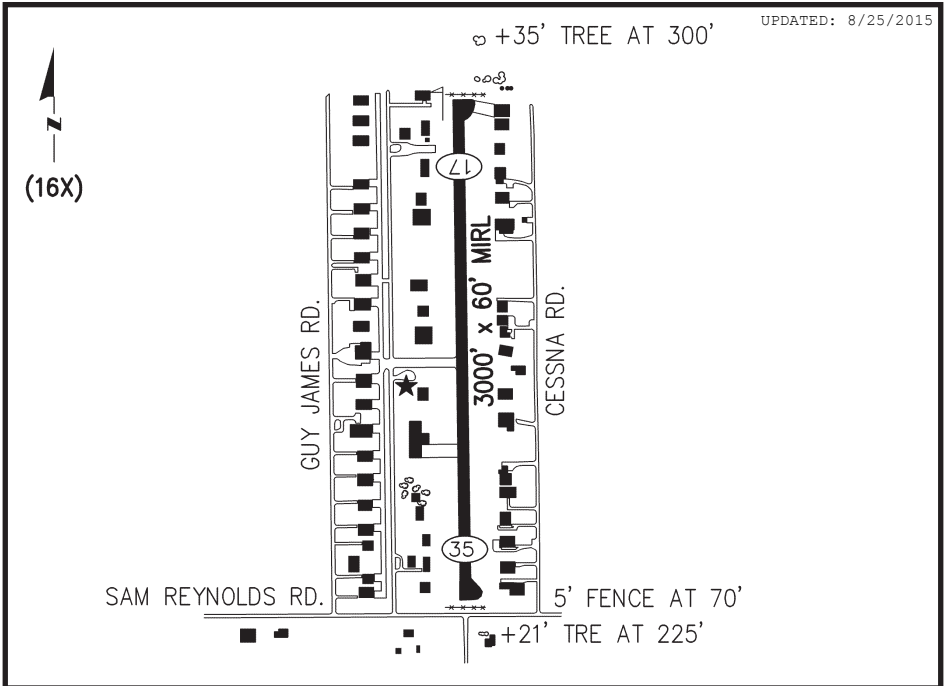 UPDATED: 8/25/2015
+35' TREE AT 300'
N
(16X)
17
3000' x 60' MIRL
GUY JAMES RD.
CESSNA RD.
35
SAM REYNOLDS RD.
5' FENCE AT 70'
+21' TRE AT 225'